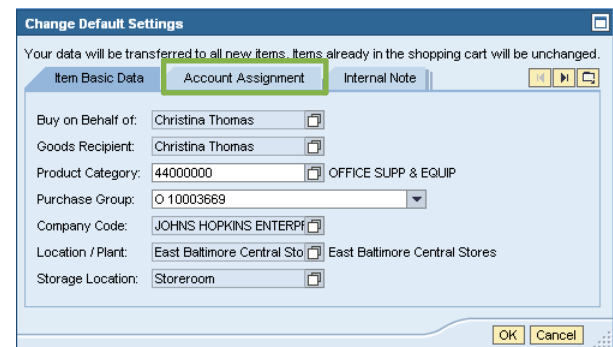 Change Default Settings
Your data will be transferred to all new items. Items already in the shopping cart will be unchanged.
Item Basic Data Account Assignment Internal Note
Buy on Behalf of: Christina Thomas
Goods Recipient: Christina Thomas
Product Category: 44000000 OFFICE SUPP & EQUIP
Purchase Group: O 10003669
Company Code: JOHNS HOPKINS ENTERPR
Location / Plant: East Baltimore Central Sto East Baltimore Central Stores
Storage Location: Storeroom
OK Cancel